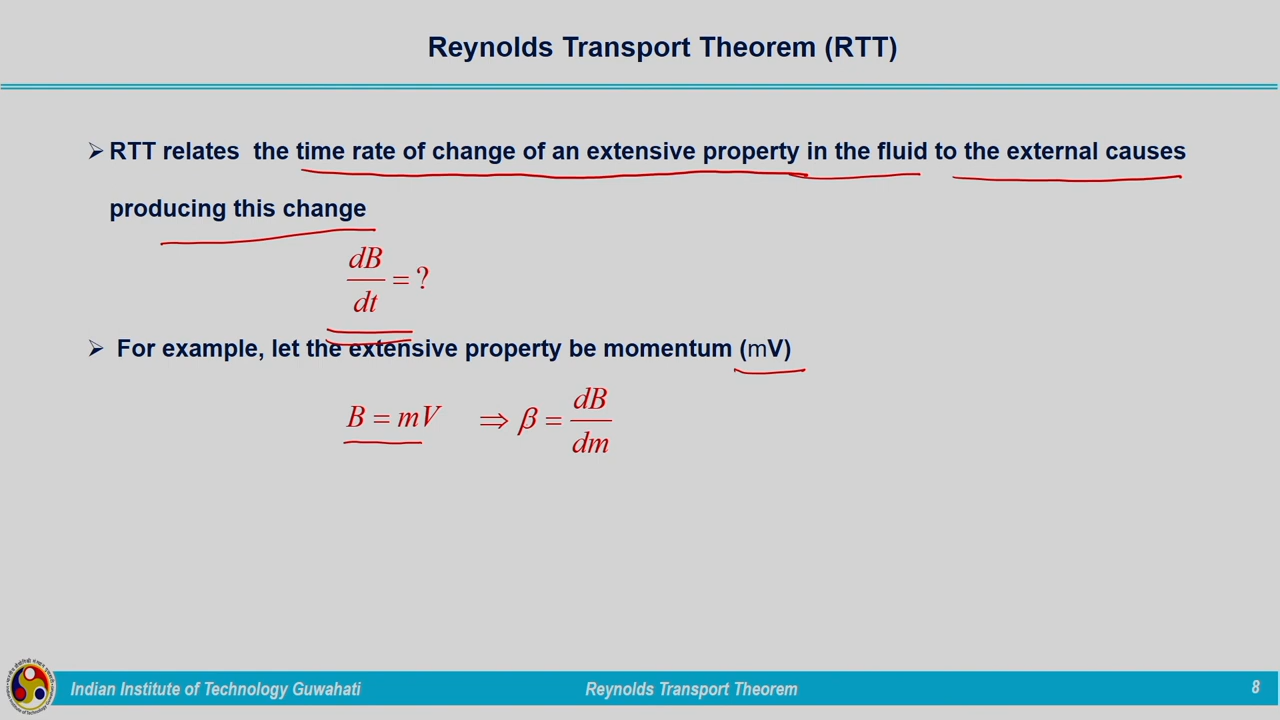 Reynolds Transport Theorem (RTT)
➢ RTT relates the time rate of change of an extensive property in the fluid to the external causes
producing this change
dB/dt = ?
➢ For example, let the extensive property be momentum (mV)
B = mV ⇒ β = dB/dm
Indian Institute of Technology Guwahati Reynolds Transport Theorem 8